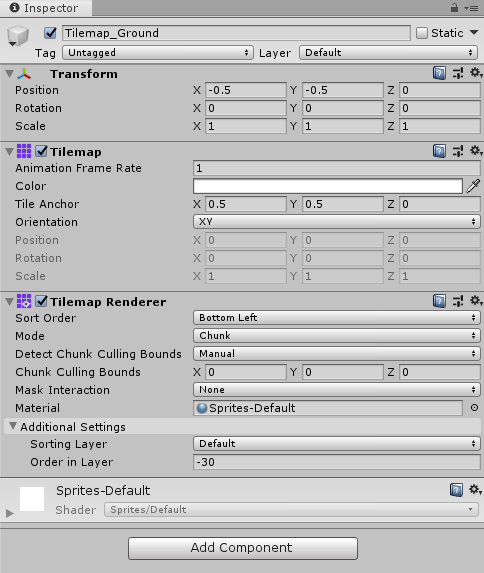 Inspector
Tilemap_Ground Static
Tag Untagged Layer Default
Transform
Position X -0.5 Y -0.5 Z 0
Rotation X 0 Y 0 Z 0
Scale X 1 Y 1 Z 1
Tilemap
Animation Frame Rate 1
Color
Tile Anchor X 0.5 Y 0.5 Z 0
Orientation XY
Position X 0 Y 0 Z 0
Rotation X 0 Y 0 Z 0
Scale X 1 Y 1 Z 1
Tilemap Renderer
Sort Order Bottom Left
Mode Chunk
Detect Chunk Culling Bounds Manual
Chunk Culling Bounds X 0 Y 0 Z 0
Mask Interaction None
Material Sprites-Default
Additional Settings
Sorting Layer Default
Order in Layer -30
Sprites-Default
Shader Sprites/Default
Add Component